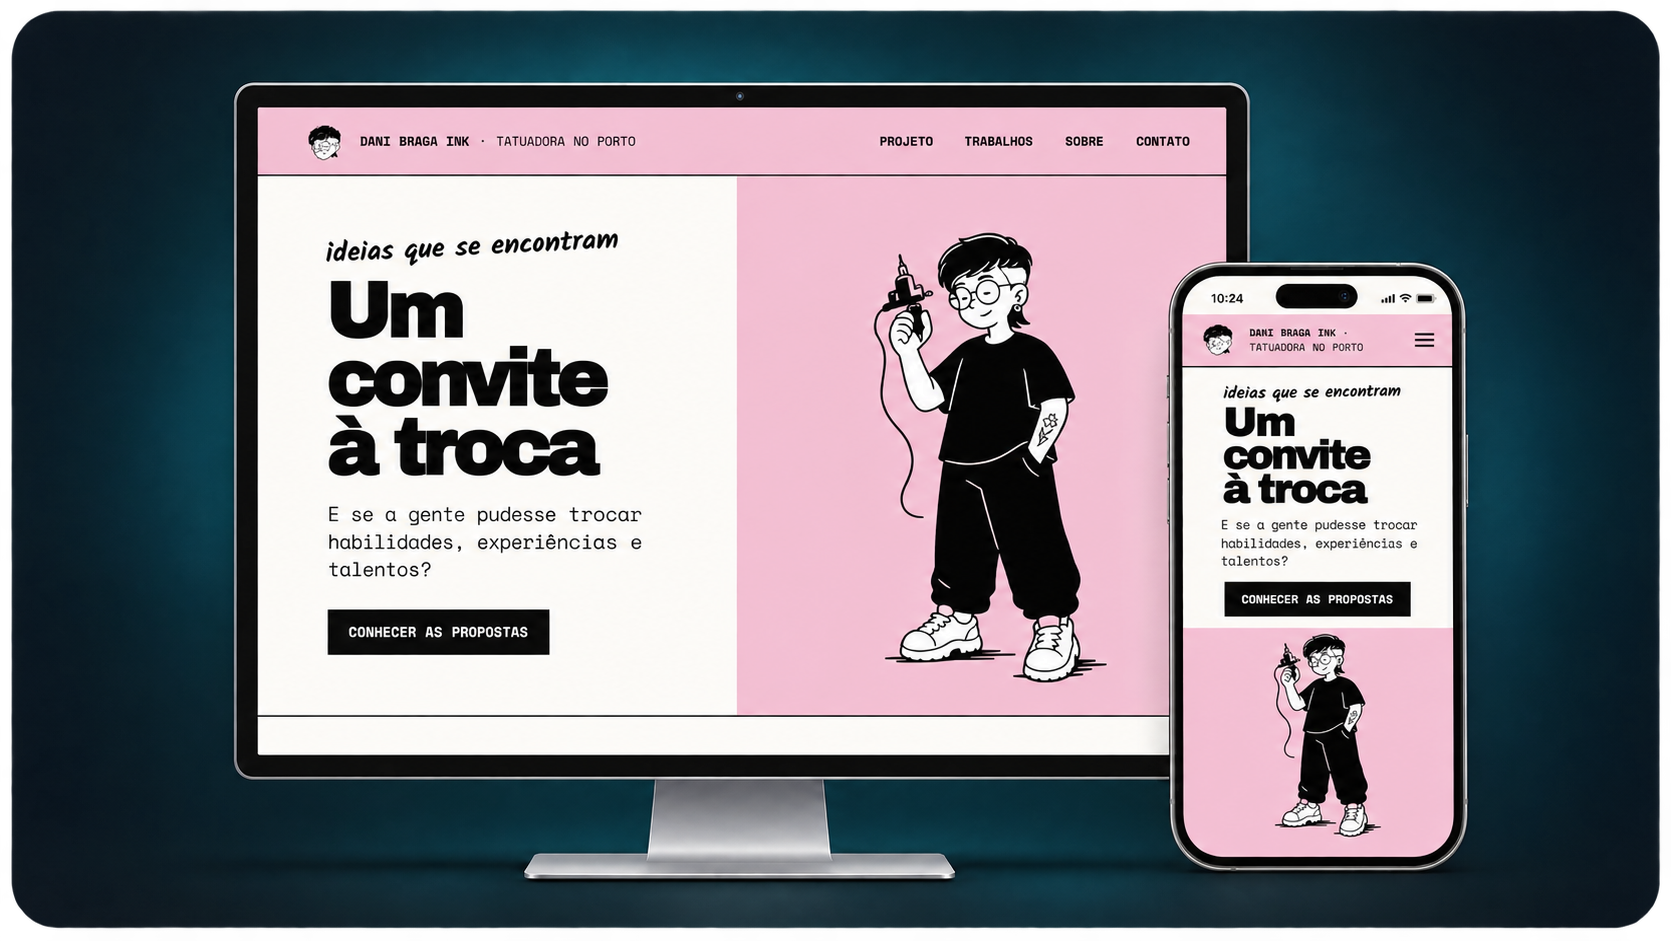 DANI BRAGA INK · TATUADORA NO PORTO
PROJETO TRABALHOS SOBRE CONTATO
ideias que se encontram
Um
convite
à troca
E se a gente pudesse trocar
habilidades, experiências e
talentos?
CONHECER AS PROPOSTAS
10:24
DANI BRAGA INK ·
TATUADORA NO PORTO
ideias que se encontram
Um
convite
à troca
E se a gente pudesse trocar
habilidades, experiências e
talentos?
CONHECER AS PROPOSTAS